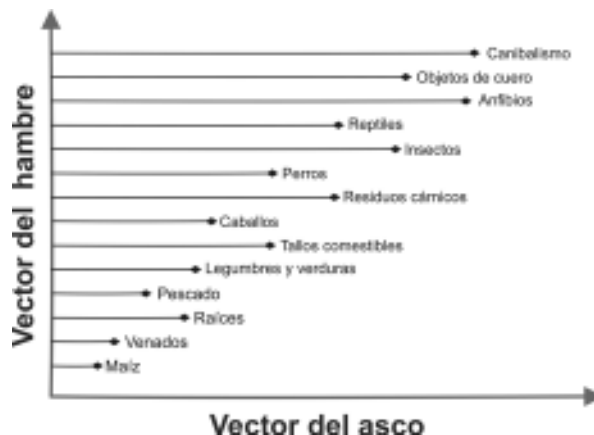 Vector del hambre
Canibalismo
Objetos de cuero
Anfibios
Reptiles
Insectos
Perros
Residuos cárnicos
Caballos
Tallos comestibles
Legumbres y verduras
Pescado
Raíces
Venados
Maíz
Vector del asco